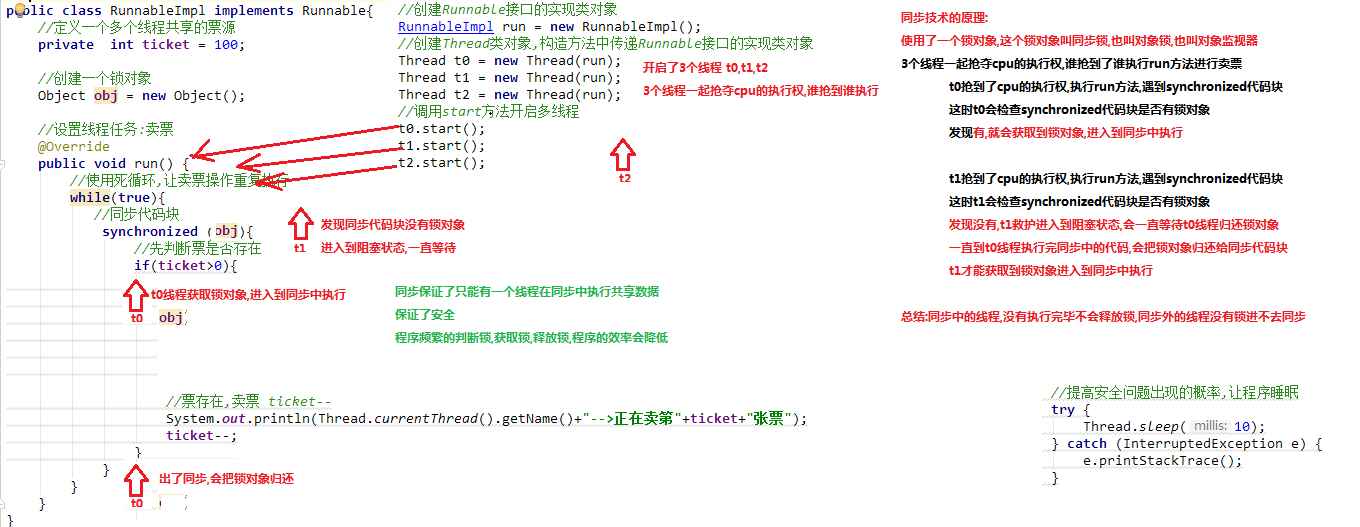 public class RunnableImpl implements Runnable{
//定义一个多个线程共享的票源
private int ticket = 100;
//创建一个锁对象
Object obj = new Object();
//设置线程任务:卖票
@Override
public void run() {
//使用死循环,让卖票操作重复执行
while(true){
//同步代码块
synchronized (obj){
//先判断票是否存在
if(ticket>0){
t0线程获取锁对象,进入到同步中执行
t0
obj
//票存在,卖票 ticket--
System.out.println(Thread.currentThread().getName()+"-->正在卖第"+ticket+"张票");
ticket--;
}
}
出了同步,会把锁对象归还
}
t0
}
}
//创建Runnable接口的实现类对象
RunnableImpl run = new RunnableImpl();
//创建Thread类对象,构造方法中传递Runnable接口的实现类对象
Thread t0 = new Thread(run);
Thread t1 = new Thread(run);
Thread t2 = new Thread(run);
开启了3个线程 t0,t1,t2
3个线程一起抢夺cpu的执行权,谁抢到谁执行
//调用start方法开启多线程
t0.start();
t1.start();
t2.start();
t2
发现同步代码块没有锁对象
t1
进入到阻塞状态,一直等待
同步保证了只能有一个线程在同步中执行共享数据
保证了安全
程序频繁的判断锁,获取锁,释放锁,程序的效率会降低
同步技术的原理:
使用了一个锁对象,这个锁对象叫同步锁,也叫对象锁,也叫对象监视器
3个线程一起抢夺cpu的执行权,谁抢到了谁执行run方法进行卖票
t0抢到了cpu的执行权,执行run方法,遇到synchronized代码块
这时t0会检查synchronized代码块是否有锁对象
发现有,就会获取到锁对象,进入到同步中执行
t1抢到了cpu的执行权,执行run方法,遇到synchronized代码块
这时t1会检查synchronized代码块是否有锁对象
发现没有,t1救护进入到阻塞状态,会一直等待t0线程归还锁对象
一直到t0线程执行完同步中的代码,会把锁对象归还给同步代码块
t1才能获取到锁对象进入到同步中执行
总结:同步中的线程,没有执行完毕不会释放锁,同步外的线程没有锁进不去同步
//提高安全问题出现的概率,让程序睡眠
try {
Thread.sleep( millis: 10);
} catch (InterruptedException e) {
e.printStackTrace();
}